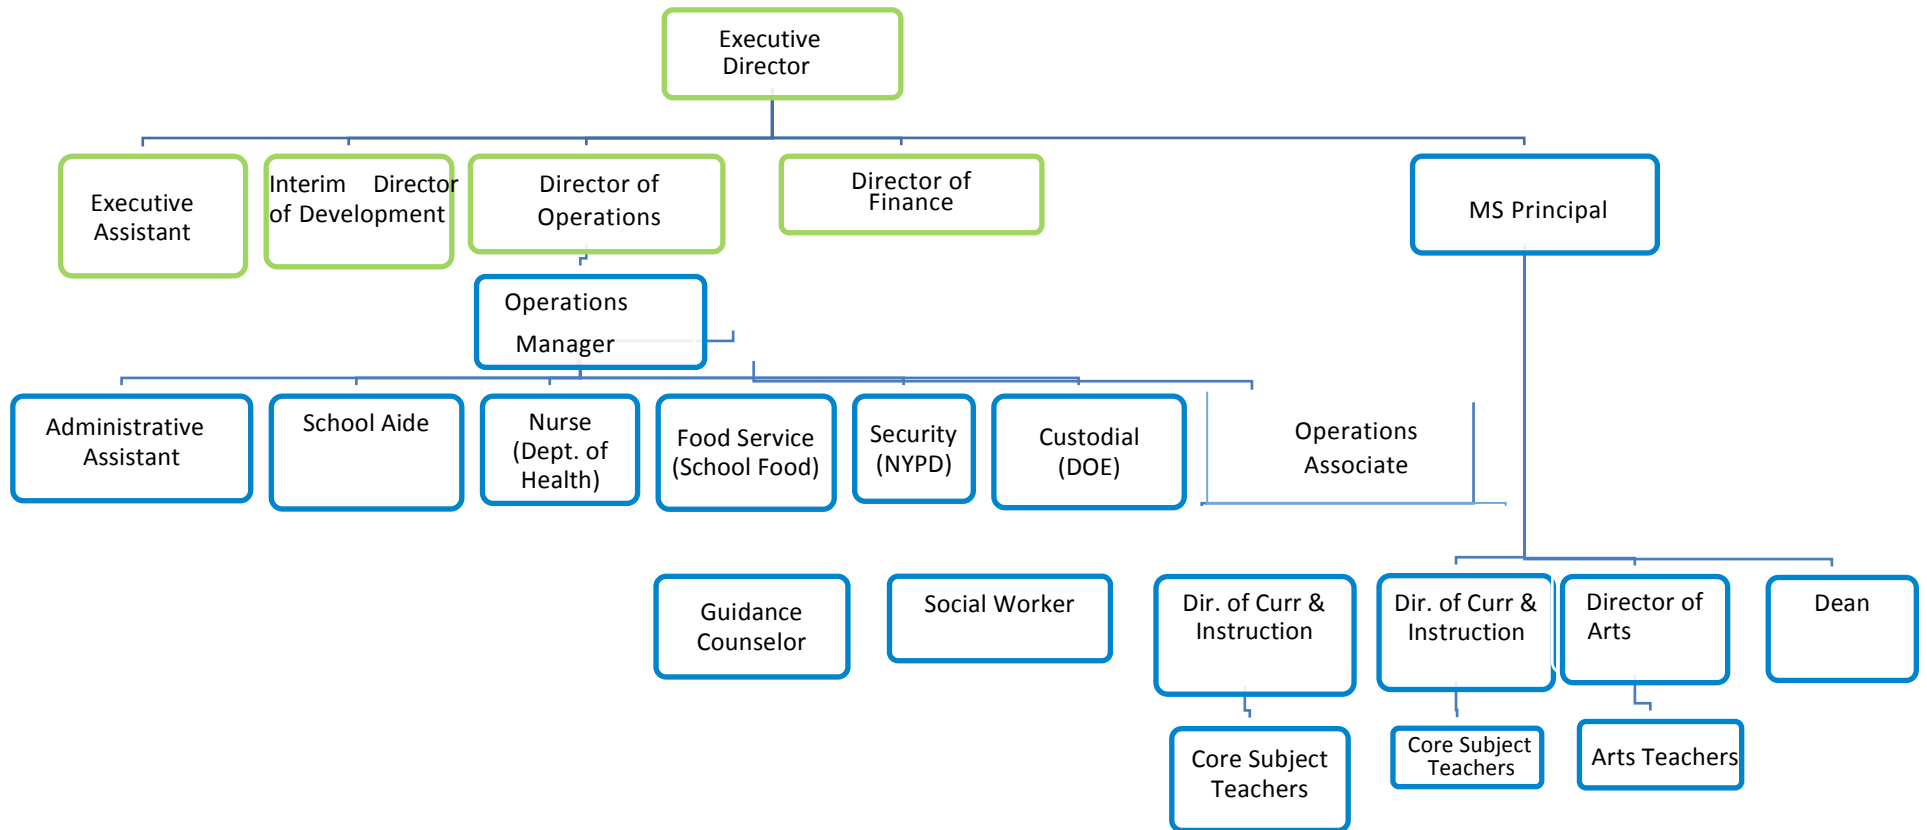 Executive
Director
Executive
Assistant
Interim Director
of Development
Director of
Operations
Director of
Finance
MS Principal
Operations
Manager
Administrative
Assistant
School Aide
Nurse
(Dept. of
Health)
Food Service
(School Food)
Security
(NYPD)
Custodial
(DOE)
Operations
Associate
Guidance
Counselor
Social Worker
Dir. of Curr &
Instruction
Dir. of Curr &
Instruction
Director of
Arts
Dean
Core Subject
Teachers
Core Subject
Teachers
Arts Teachers